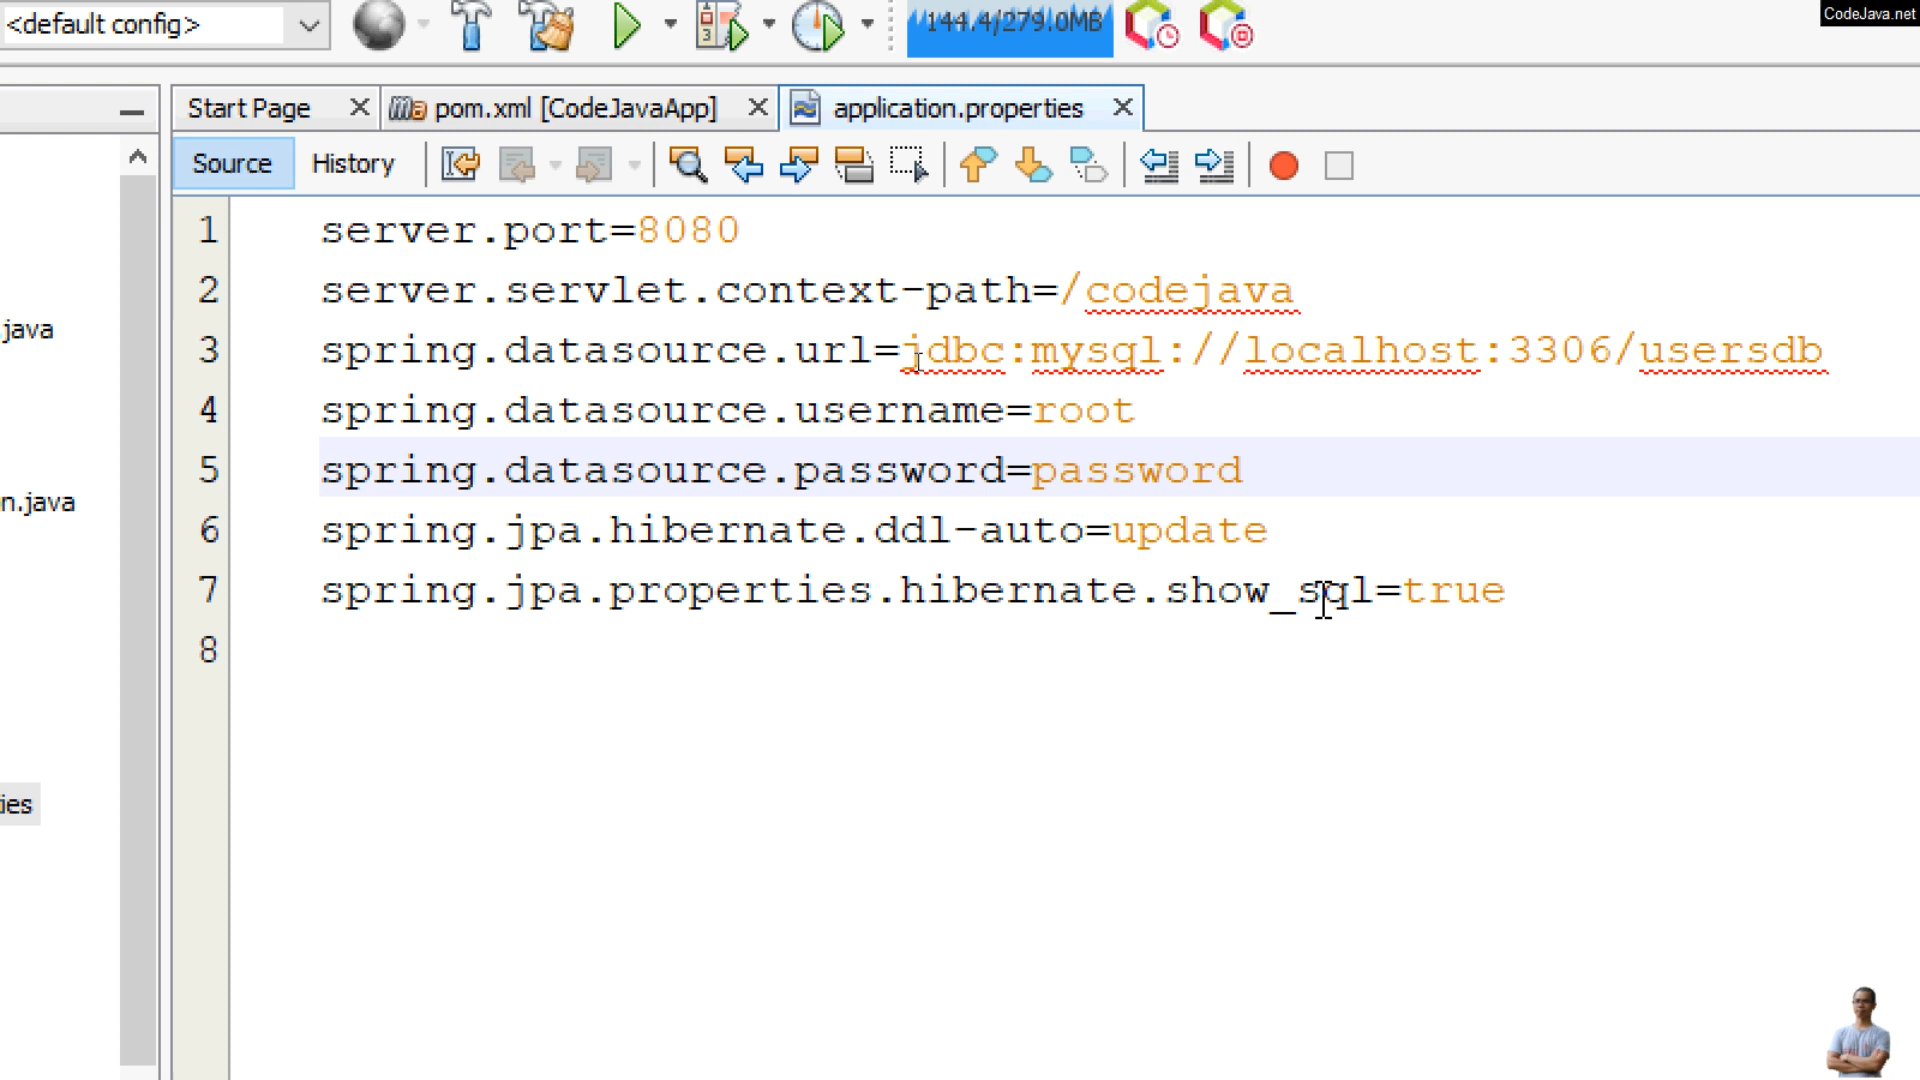 <default config>
144.4/279.0MB
CodeJava.net
Start Page
pom.xml [CodeJavaApp]
application.properties
Source
History
.java
n.java
ies
1 server.port=8080
2 server.servlet.context-path=/codejava
3 spring.datasource.url=jdbc:mysql://localhost:3306/usersdb
4 spring.datasource.username=root
5 spring.datasource.password=password
6 spring.jpa.hibernate.ddl-auto=update
7 spring.jpa.properties.hibernate.show_sql=true
8